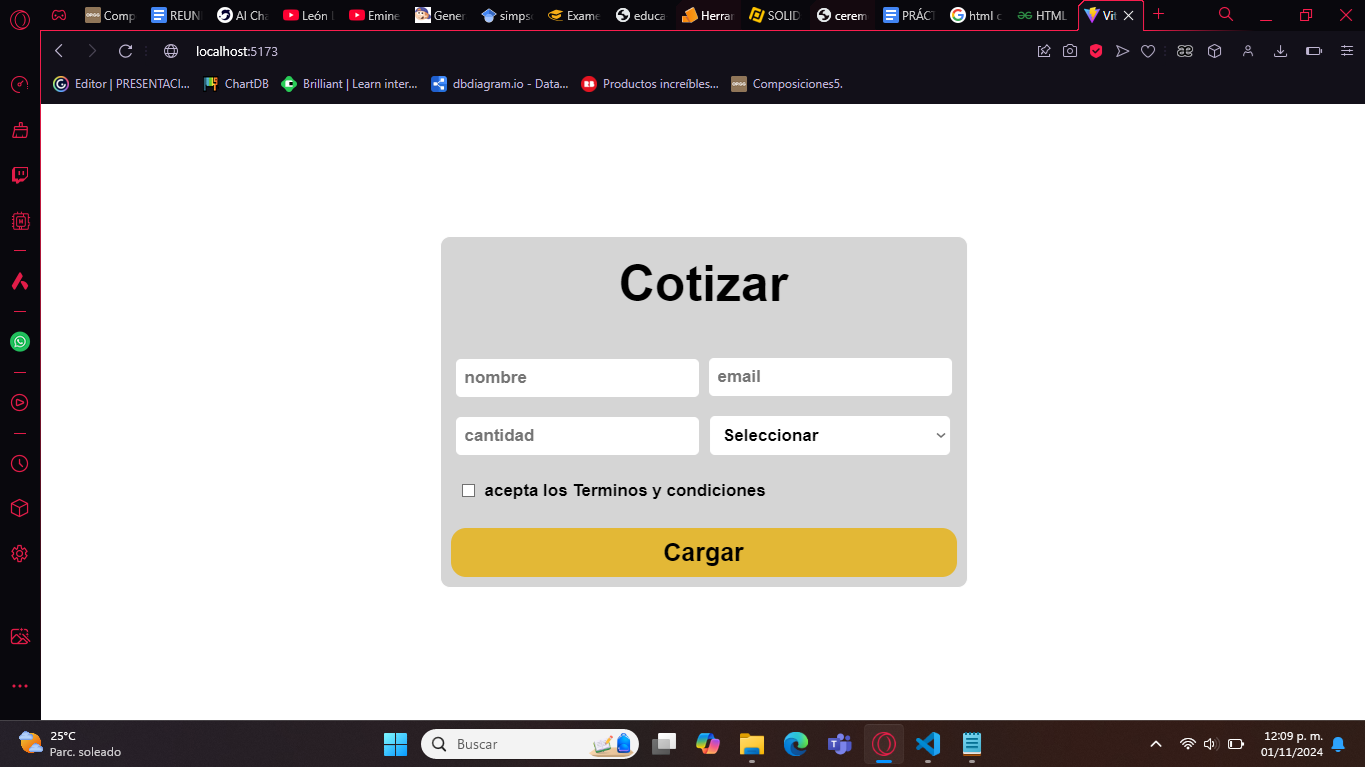 Comp
REUNI
AI Cha
León
Emine
Gener
simps
Exame
educa
Herrar
SOLID
cerem
PRÁCT
html c
HTML
Vit
localhost:5173
Editor | PRESENTACI...
ChartDB
Brilliant | Learn inter...
dbdiagram.io - Data...
Productos increíbles...
Composiciones5.
Cotizar
nombre
email
cantidad
Seleccionar
acepta los Terminos y condiciones
Cargar
25°C
Parc. soleado
Buscar
12:09 p. m.
01/11/2024